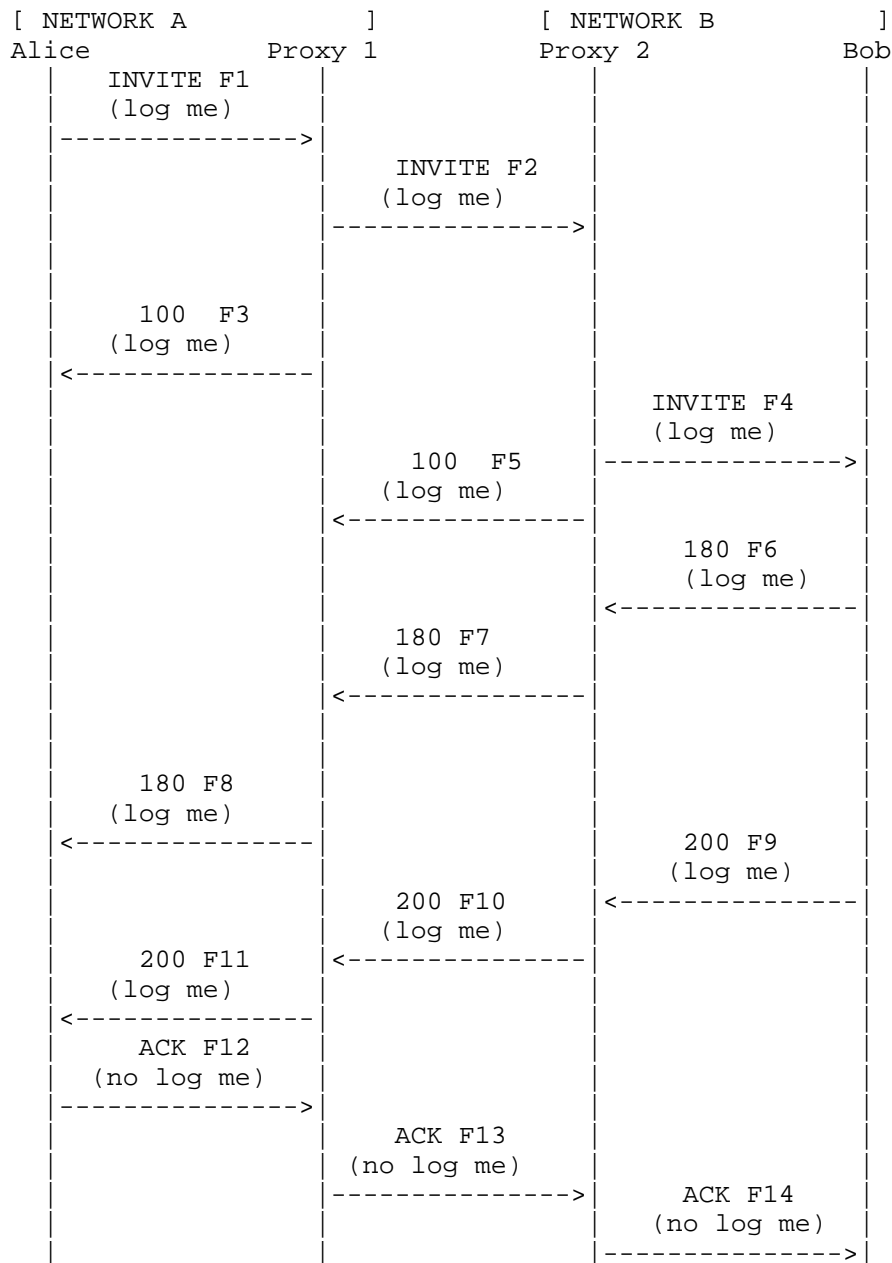 [ NETWORK A ] [ NETWORK B ]
Alice Proxy 1 Proxy 2 Bob
INVITE F1
(log me)
INVITE F2
(log me)
100 F3
(log me)
INVITE F4
(log me)
100 F5
(log me)
180 F6
(log me)
180 F7
(log me)
180 F8
(log me)
200 F9
(log me)
200 F10
(log me)
200 F11
(log me)
ACK F12
(no log me)
ACK F13
(no log me)
ACK F14
(no log me)